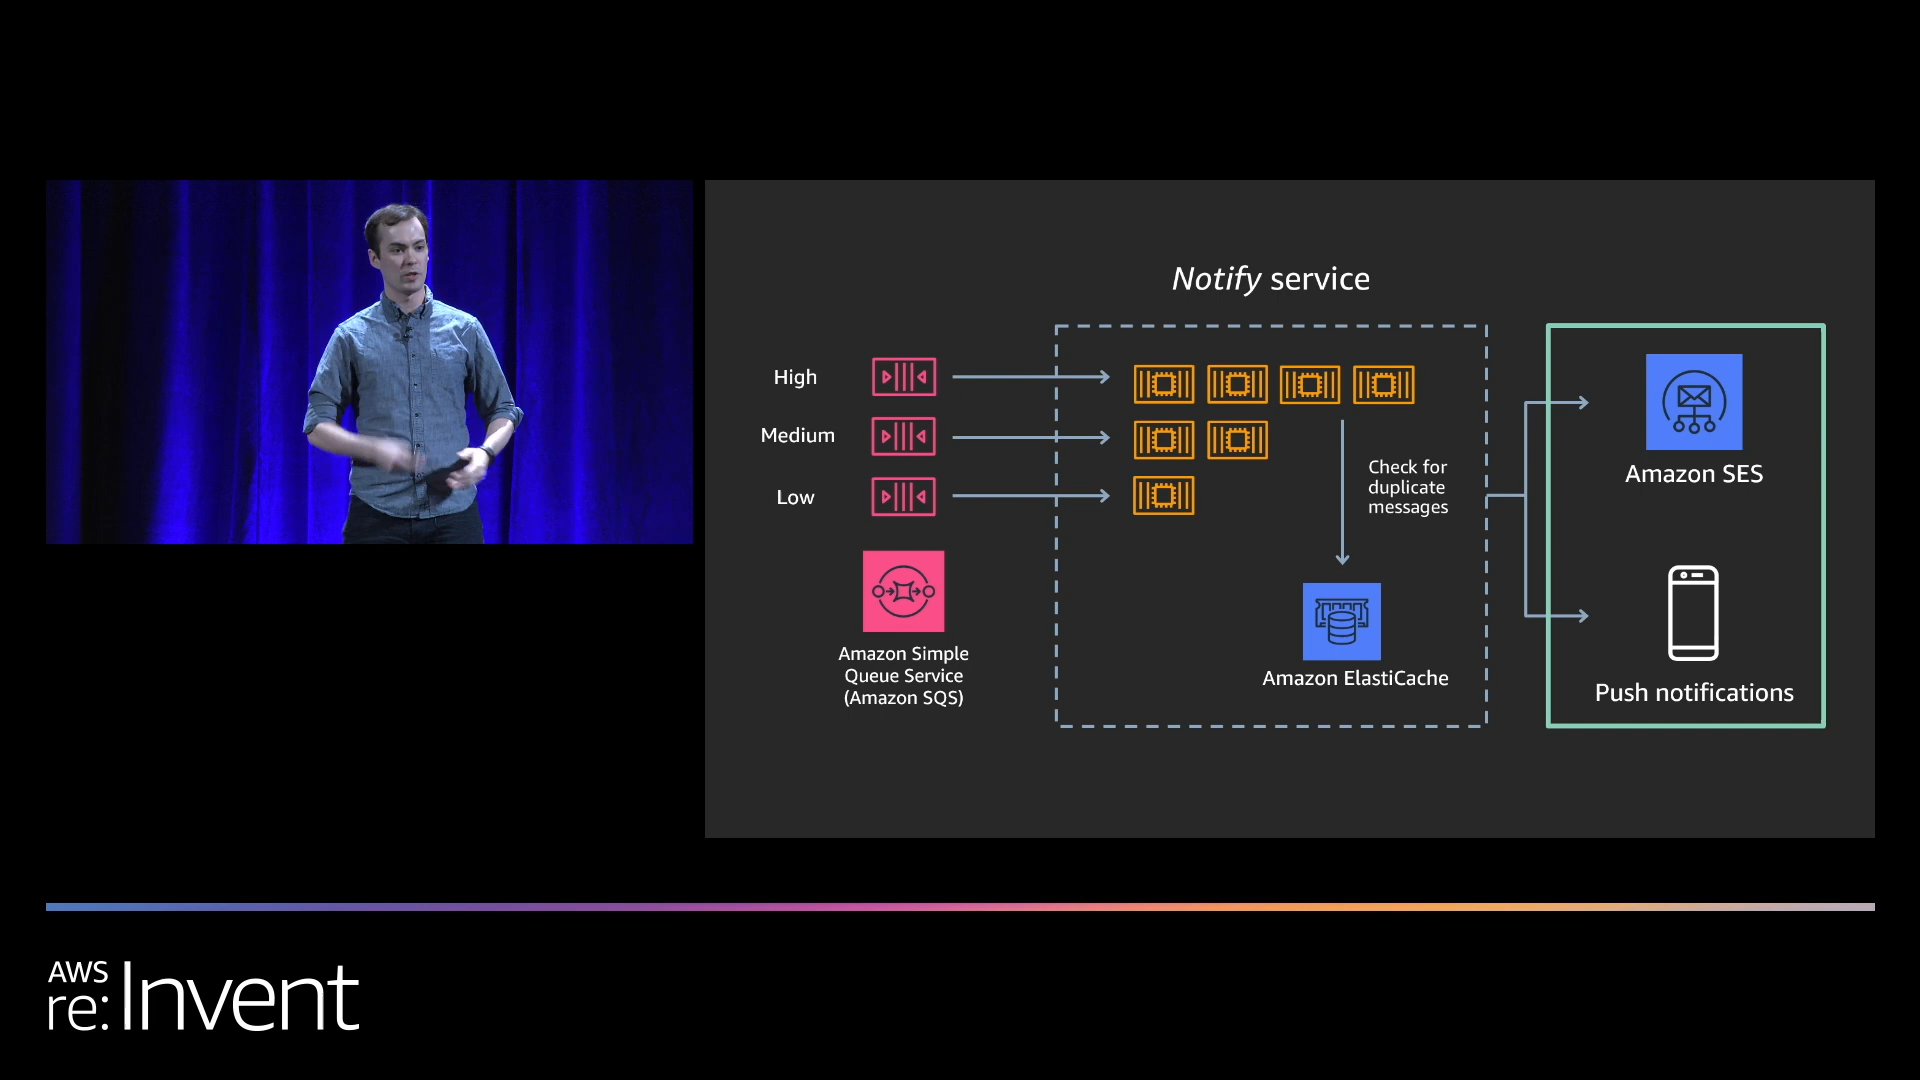 Notify service
High
Medium
Low
Amazon Simple
Queue Service
(Amazon SQS)
Check for
duplicate
messages
Amazon ElastiCache
Amazon SES
Push notifications
AWS
re:Invent